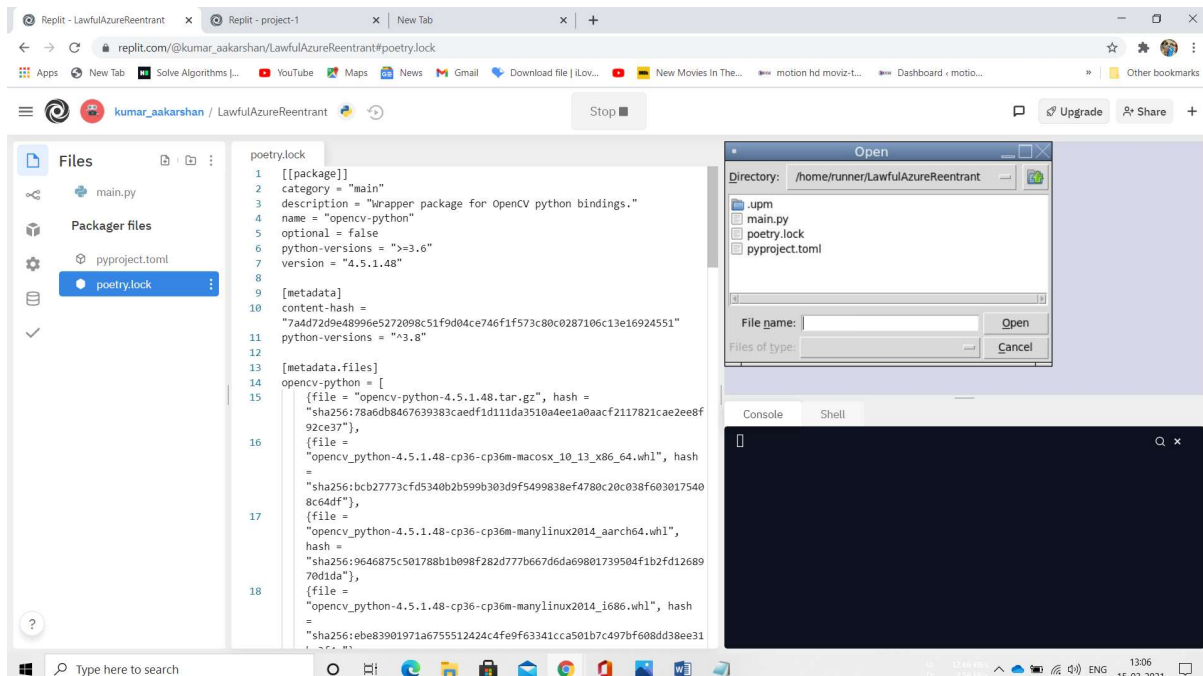 Replit - LawfulAzureReentrant
Replit - project-1
New Tab
replit.com/@kumar_aakarshan/LawfulAzureReentrant#poetry.lock
Apps
New Tab
Solve Algorithms |...
YouTube
Maps
News
Gmail
Download file | iLov...
New Movies In The...
motion hd moviz-t...
Dashboard ‹ motio...
»
Other bookmarks
kumar_aakarshan / LawfulAzureReentrant
Stop
Upgrade
Share
Files
main.py
Packager files
pyproject.toml
poetry.lock
?
poetry.lock
1 [[package]]
2 category = "main"
3 description = "Wrapper package for OpenCV python bindings."
4 name = "opencv-python"
5 optional = false
6 python-versions = ">=3.6"
7 version = "4.5.1.48"
8
9 [metadata]
10 content-hash =
"7a4d72d9e48996e5272098c51f9d04ce746f1f573c80c0287106c13e16924551"
11 python-versions = "^3.8"
12
13 [metadata.files]
14 opencv-python = [
15 {file = "opencv-python-4.5.1.48.tar.gz", hash =
"sha256:78a6db8467639383caedf1d111da3510a4ee1a0aacf2117821cae2ee8f
92ce37"},
16 {file =
"opencv_python-4.5.1.48-cp36-cp36m-macosx_10_13_x86_64.whl", hash
=
"sha256:bcb27773cfd5340b2b599b303d9f5499838ef4780c20c038f603017540
8c64df"},
17 {file =
"opencv_python-4.5.1.48-cp36-cp36m-manylinux2014_aarch64.whl",
hash =
"sha256:9646875c501788b1b098f282d777b667d6da69801739504f1b2fd12689
70d1da"},
18 {file =
"opencv_python-4.5.1.48-cp36-cp36m-manylinux2014_i686.whl", hash
=
"sha256:ebe83901971a6755512424c4fe9f63341cca501b7c497bf608dd38ee31
Open
Directory: /home/runner/LawfulAzureReentrant
.upm
main.py
poetry.lock
pyproject.toml
File name:
Open
Files of type:
Cancel
Console
Shell
Type here to search
ENG
13:06
15-03-2021